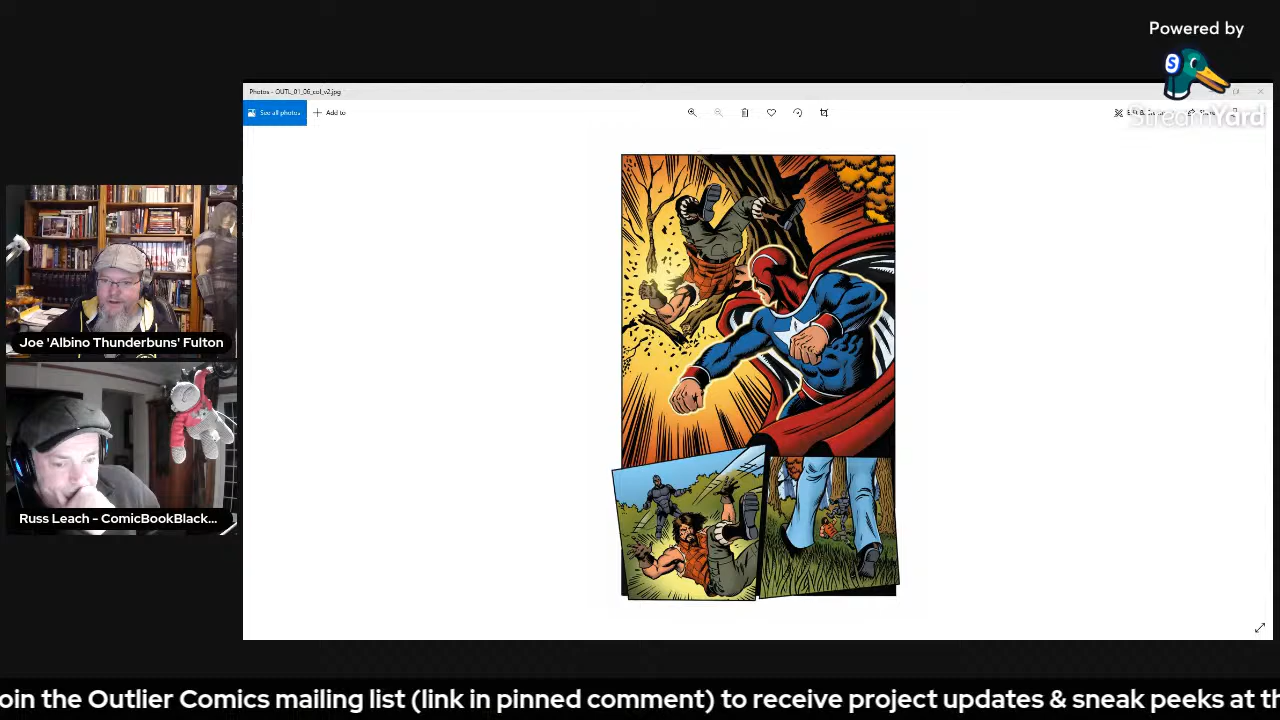 Powered by
S
StreamYard
Photos - OUTL_01_06_col_v2.jpg
See all photos
Add to
Joe 'Albino Thunderbuns' Fulton
Russ Leach - ComicBookBlack...
oin the Outlier Comics mailing list (link in pinned comment) to receive project updates & sneak peeks at th